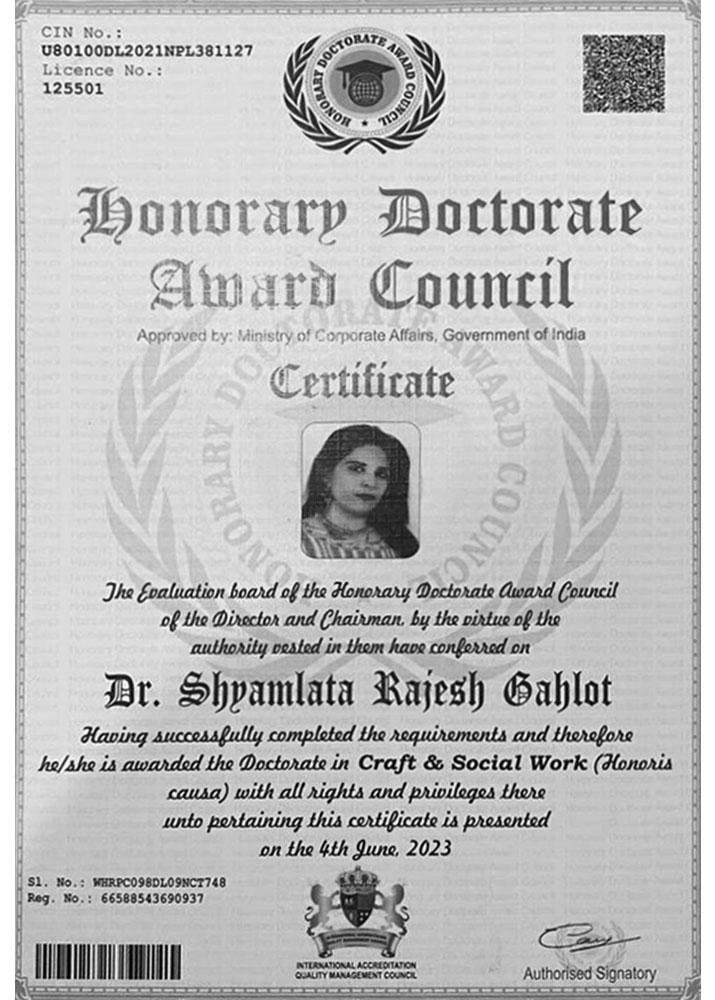 CIN No.:
U80100DL2021NPL381127
Licence No.:
125501
HONORARY DOCTORATE AWARD COUNCIL
Honorary Doctorate
Award Council
Approved by: Ministry of Corporate Affairs, Government of India
Certificate
HONORARY DOCTORATE AWARD COUNCIL
The Evaluation board of the Honorary Doctorate Award Council
of the Director and Chairman, by the virtue of the
authority vested in them have conferred on
Dr. Shyamlata Rajesh Gahlot
Having successfully completed the requirements and therefore
he/she is awarded the Doctorate in Craft & Social Work (Honoris
causa) with all rights and privileges there
unto pertaining this certificate is presented
on the 4th June, 2023
Sl. No.: WHRPC098DL09NCT748
Reg. No.: 66588543690937
INTERNATIONAL ACCREDITATION
QUALITY MANAGEMENT COUNCIL
Authorised Signatory